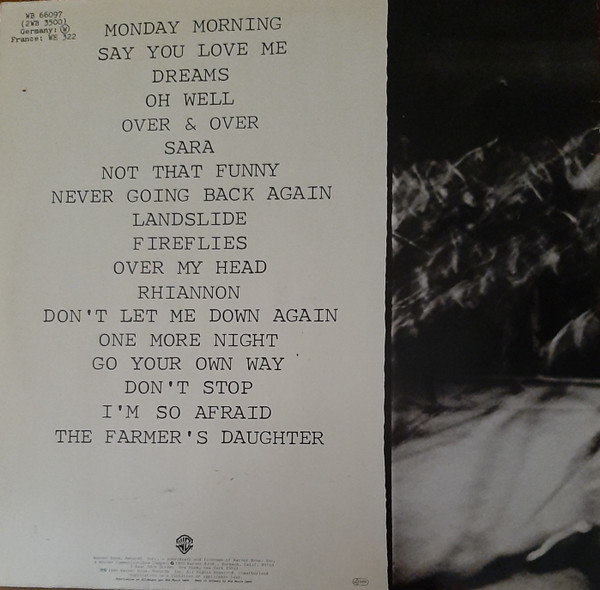 WB 66097
(2WB 3500)
Germany: W
France: WE 322
MONDAY MORNING
SAY YOU LOVE ME
DREAMS
OH WELL
OVER & OVER
SARA
NOT THAT FUNNY
NEVER GOING BACK AGAIN
LANDSLIDE
FIREFLIES
OVER MY HEAD
RHIANNON
DON'T LET ME DOWN AGAIN
ONE MORE NIGHT
GO YOUR OWN WAY
DON'T STOP
I'M SO AFRAID
THE FARMER'S DAUGHTER